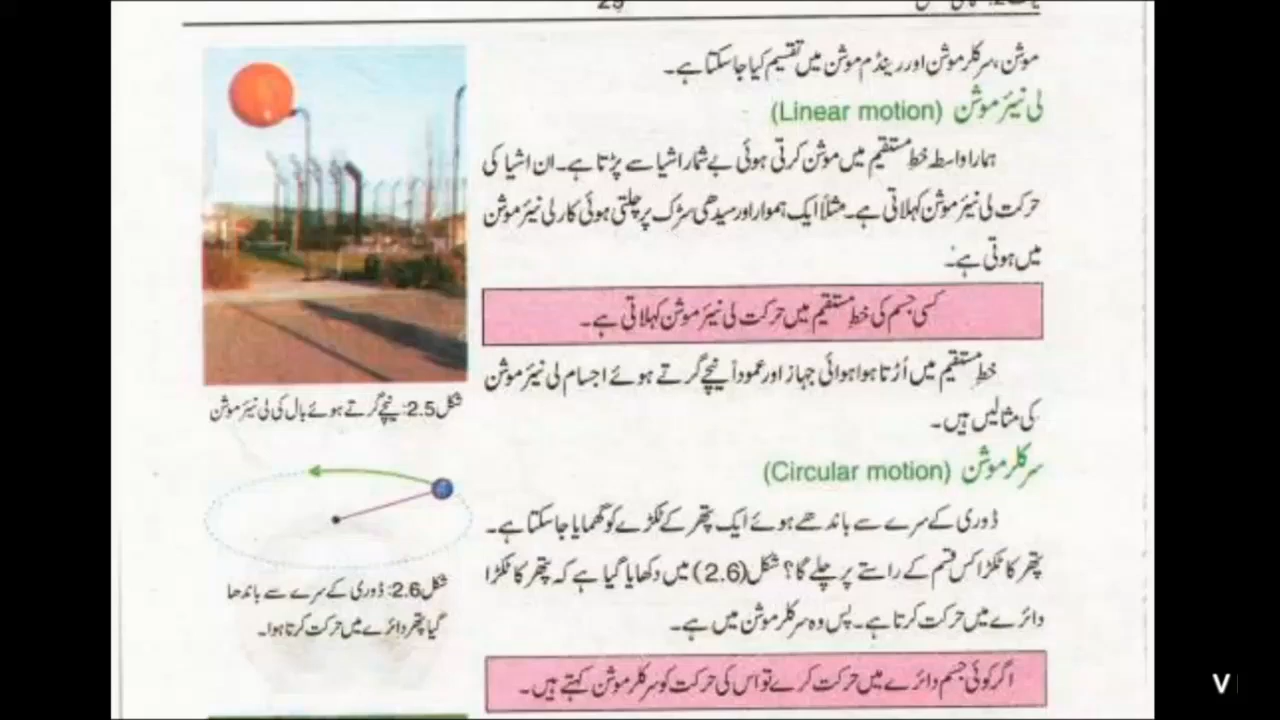 29
موشن، سرکلر موشن اور رینڈم موشن میں تقسیم کیا جا سکتا ہے۔
لی نیئر موشن (Linear motion)
ہمارا واسطہ خطِ مستقیم میں موشن کرتی ہوئی بے شمار اشیا سے پڑتا ہے۔ ان اشیا کی
حرکت لی نیئر موشن کہلاتی ہے۔ مثلاً ایک ہموار اور سیدھی سڑک پر چلتی ہوئی کار لی نیئر موشن
میں ہوتی ہے۔
کسی جسم کی خطِ مستقیم میں حرکت لی نیئر موشن کہلاتی ہے۔
خطِ مستقیم میں اُڑتا ہوا ہوائی جہاز اور عموداً نیچے گرتے ہوئے اجسام لی نیئر موشن
کی مثالیں ہیں۔
سرکلر موشن (Circular motion)
ڈوری کے سرے سے باندھے ہوئے ایک پتھر کے ٹکڑے کو گھمایا جا سکتا ہے۔
پتھر کا ٹکڑا کس قسم کے راستے پر چلے گا؟ شکل (2.6) میں دکھایا گیا ہے کہ پتھر کا ٹکڑا
دائرے میں حرکت کرتا ہے۔ پس وہ سرکلر موشن میں ہے۔
اگر کوئی جسم دائرے میں حرکت کرے تو اس کی حرکت کو سرکلر موشن کہتے ہیں۔
شکل 2.5: نیچے گرتے ہوئے بال کی لی نیئر موشن
شکل 2.6: ڈوری کے سرے سے باندھا
گیا پتھر دائرے میں حرکت کرتا ہوا۔
V